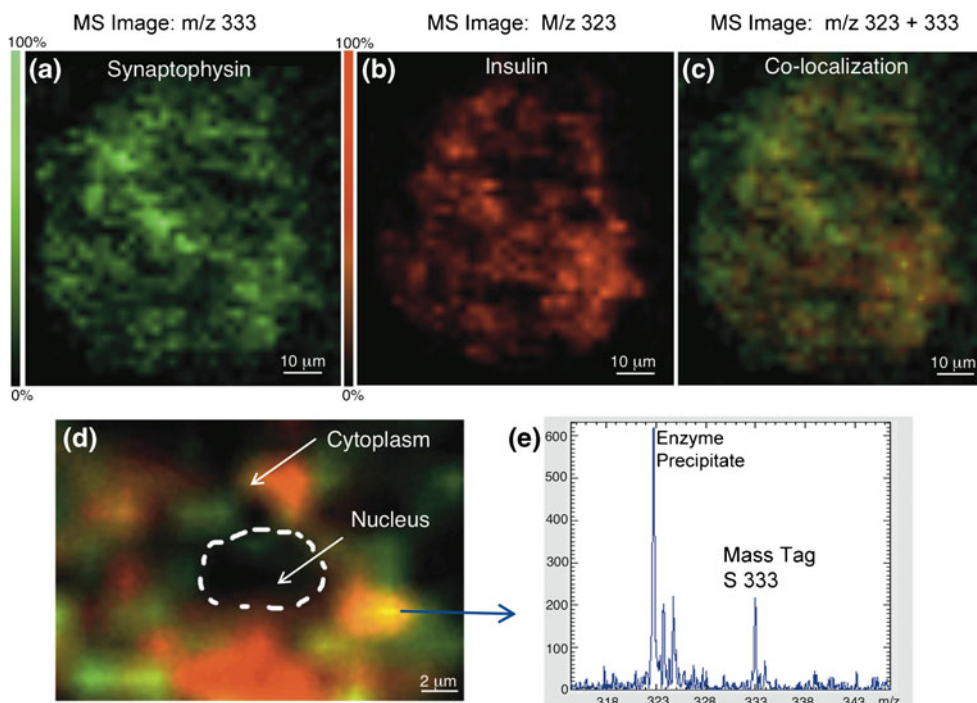 MS Image: m/z 333
MS Image: M/z 323
MS Image: m/z 323 + 333
100%
(a)
Synaptophysin
10 μm
0%
100%
(b)
Insulin
10 μm
0%
(c)
Co-localization
10 μm
(d)
Cytoplasm
Nucleus
2 μm
(e)
600
500
400
300
200
100
0
Enzyme
Precipitate
Mass Tag
S 333
318 323 328 333 338 343 m/z